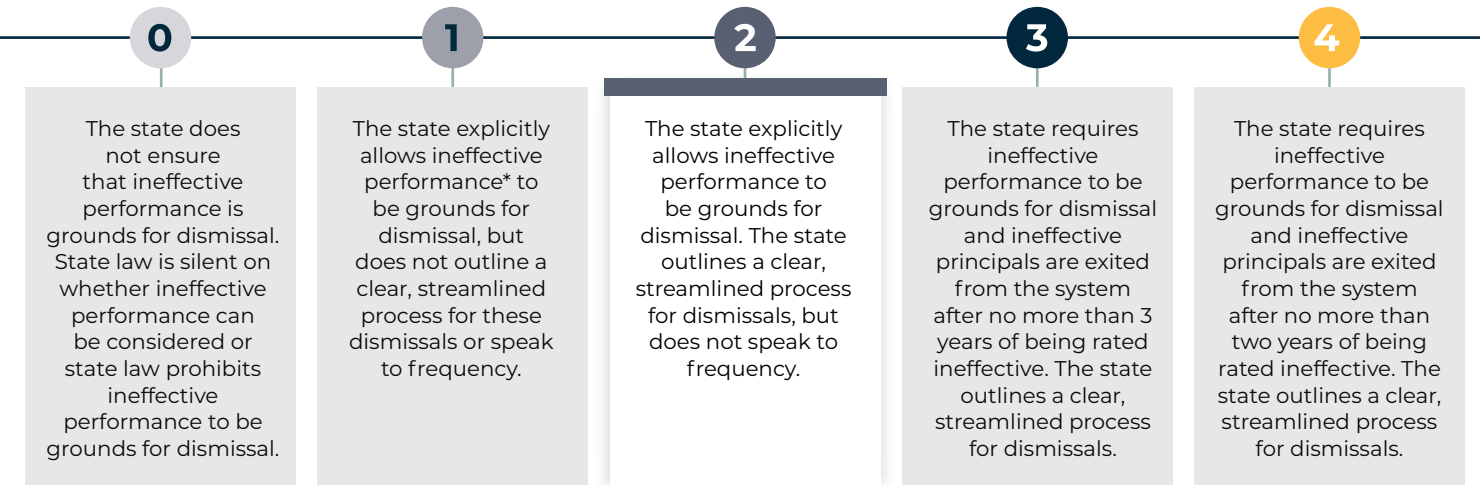 0
The state does
not ensure
that ineffective
performance is
grounds for dismissal.
State law is silent on
whether ineffective
performance can
be considered or
state law prohibits
ineffective
performance to be
grounds for dismissal.
1
The state explicitly
allows ineffective
performance* to
be grounds for
dismissal, but
does not outline a
clear, streamlined
process for these
dismissals or speak
to frequency.
2
The state explicitly
allows ineffective
performance to
be grounds for
dismissal. The state
outlines a clear,
streamlined process
for dismissals, but
does not speak to
frequency.
3
The state requires
ineffective
performance to be
grounds for dismissal
and ineffective
principals are exited
from the system
after no more than 3
years of being rated
ineffective. The state
outlines a clear,
streamlined process
for dismissals.
4
The state requires
ineffective
performance to be
grounds for dismissal
and ineffective
principals are exited
from the system
after no more than
two years of being
rated ineffective. The
state outlines a clear,
streamlined process
for dismissals.